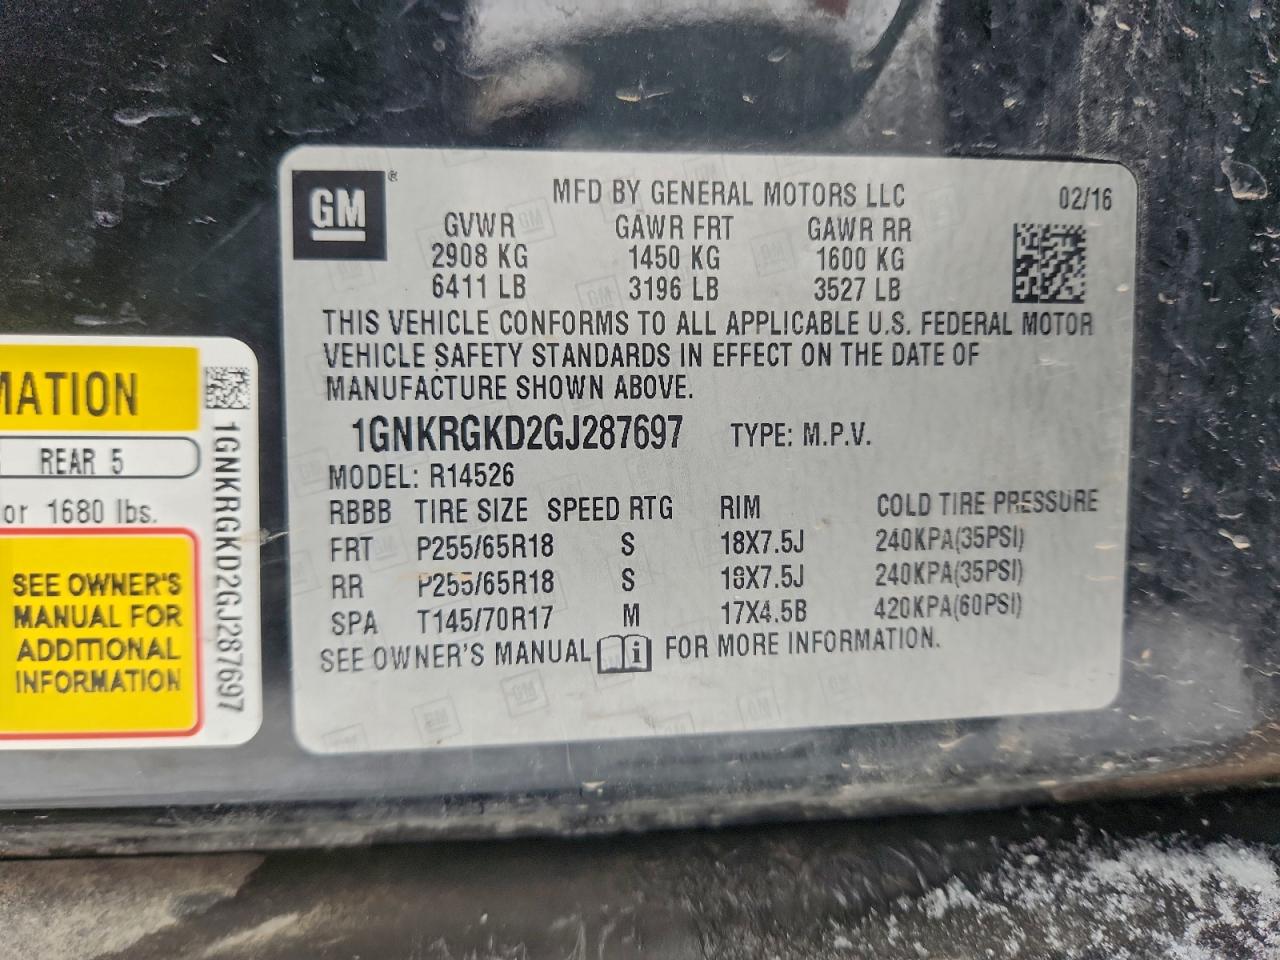 GM®
MFD BY GENERAL MOTORS LLC 02/16
GVWR GAWR FRT GAWR RR
2908 KG 1450 KG 1600 KG
6411 LB 3196 LB 3527 LB
THIS VEHICLE CONFORMS TO ALL APPLICABLE U.S. FEDERAL MOTOR
VEHICLE SAFETY STANDARDS IN EFFECT ON THE DATE OF
MANUFACTURE SHOWN ABOVE.
1GNKRGKD2GJ287697 TYPE: M.P.V.
MODEL: R14526
RBBB TIRE SIZE SPEED RTG RIM COLD TIRE PRESSURE
FRT P255/65R18 S 18X7.5J 240KPA(35PSI)
RR P255/65R18 S 18X7.5J 240KPA(35PSI)
SPA T145/70R17 M 17X4.5B 420KPA(60PSI)
SEE OWNER'S MANUAL FOR MORE INFORMATION.
MATION
REAR 5
or 1680 lbs.
SEE OWNER'S
MANUAL FOR
ADDITIONAL
INFORMATION
1GNKRGKD2GJ287697